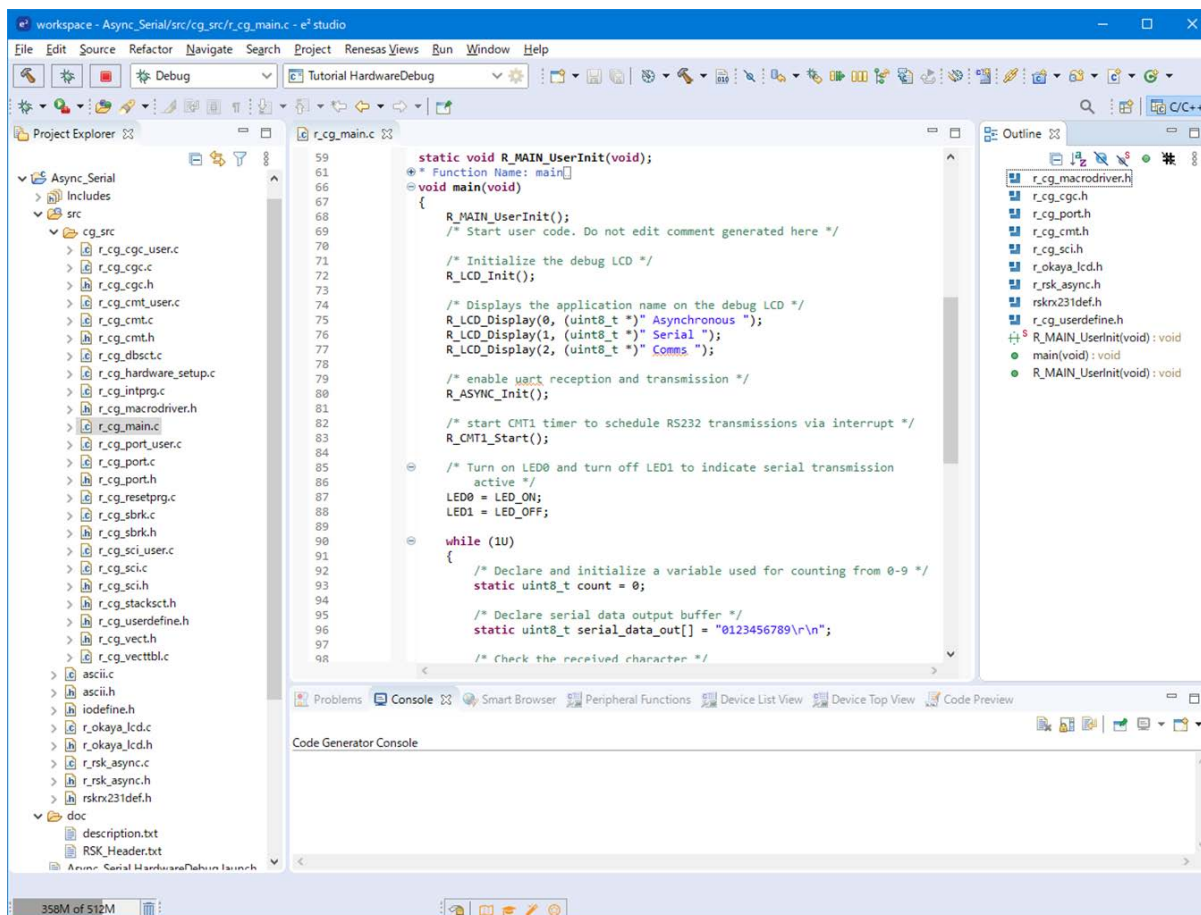 workspace - Async_Serial/src/cg_src/r_cg_main.c - e² studio
File Edit Source Refactor Navigate Search Project Renesas Views Run Window Help
Debug
Tutorial HardwareDebug
C/C++
Project Explorer
Async_Serial
Includes
src
cg_src
r_cg_cgc_user.c
r_cg_cgc.c
r_cg_cgc.h
r_cg_cmt_user.c
r_cg_cmt.c
r_cg_cmt.h
r_cg_dbsct.c
r_cg_hardware_setup.c
r_cg_intprg.c
r_cg_macrodriver.h
r_cg_main.c
r_cg_port_user.c
r_cg_port.c
r_cg_port.h
r_cg_resetprg.c
r_cg_sbrk.c
r_cg_sbrk.h
r_cg_sci_user.c
r_cg_sci.c
r_cg_sci.h
r_cg_stacksct.h
r_cg_userdefine.h
r_cg_vect.h
r_cg_vecttbl.c
ascii.c
ascii.h
iodefine.h
r_okaya_lcd.c
r_okaya_lcd.h
r_rsk_async.c
r_rsk_async.h
rskrx231def.h
doc
description.txt
RSK_Header.txt
Async_Serial HardwareDebug.launch
r_cg_main.c
59 static void R_MAIN_UserInit(void);
61 * Function Name: main
66 void main(void)
67 {
68 R_MAIN_UserInit();
69 /* Start user code. Do not edit comment generated here */
70
71 /* Initialize the debug LCD */
72 R_LCD_Init();
73
74 /* Displays the application name on the debug LCD */
75 R_LCD_Display(0, (uint8_t *)" Asynchronous ");
76 R_LCD_Display(1, (uint8_t *)" Serial ");
77 R_LCD_Display(2, (uint8_t *)" Comms ");
78
79 /* enable uart reception and transmission */
80 R_ASYNC_Init();
81
82 /* start CMT1 timer to schedule RS232 transmissions via interrupt */
83 R_CMT1_Start();
84
85 /* Turn on LED0 and turn off LED1 to indicate serial transmission
86 active */
87 LED0 = LED_ON;
88 LED1 = LED_OFF;
89
90 while (1U)
91 {
92 /* Declare and initialize a variable used for counting from 0-9 */
93 static uint8_t count = 0;
94
95 /* Declare serial data output buffer */
96 static uint8_t serial_data_out[] = "0123456789\r\n";
97
98 /* Check the received character */
Outline
r_cg_macrodriver.h
r_cg_cgc.h
r_cg_port.h
r_cg_cmt.h
r_cg_sci.h
r_okaya_lcd.h
r_rsk_async.h
rskrx231def.h
r_cg_userdefine.h
R_MAIN_UserInit(void) : void
main(void) : void
R_MAIN_UserInit(void) : void
Problems Console Smart Browser Peripheral Functions Device List View Device Top View Code Preview
Code Generator Console
358M of 512M